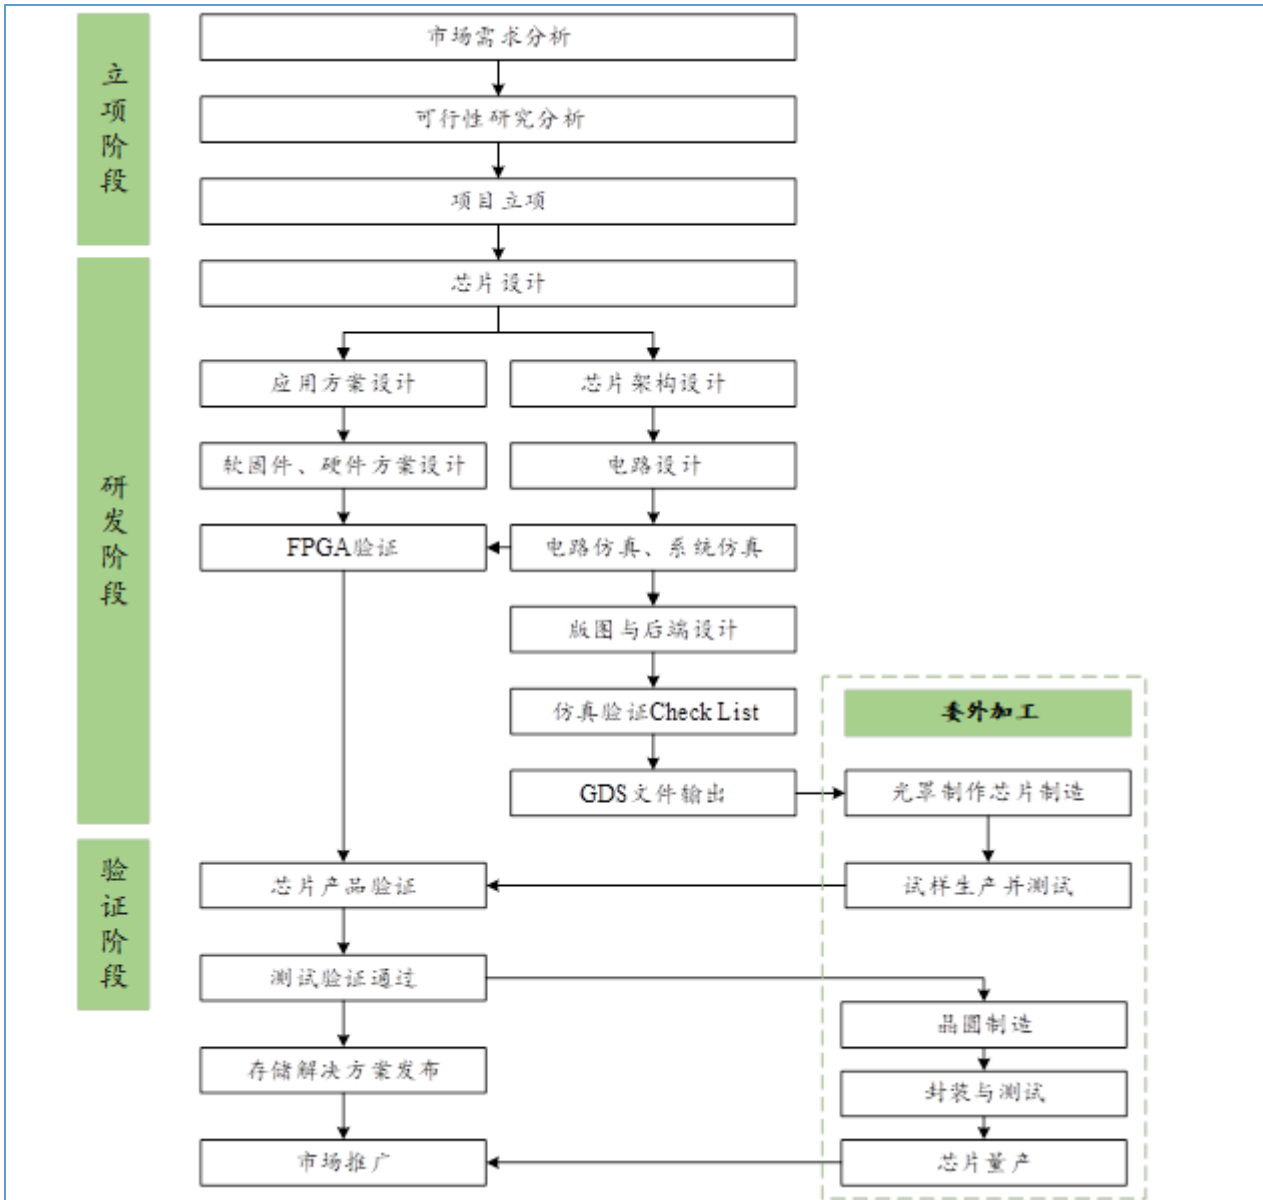 立项阶段
市场需求分析
可行性研究分析
项目立项
研发阶段
芯片设计
应用方案设计
芯片架构设计
软固件、硬件方案设计
电路设计
FPGA验证
电路仿真、系统仿真
版图与后端设计
仿真验证Check List
GDS文件输出
委外加工
光罩制作芯片制造
验证阶段
芯片产品验证
试样生产并测试
测试验证通过
晶圆制造
存储解决方案发布
封装与测试
市场推广
芯片量产